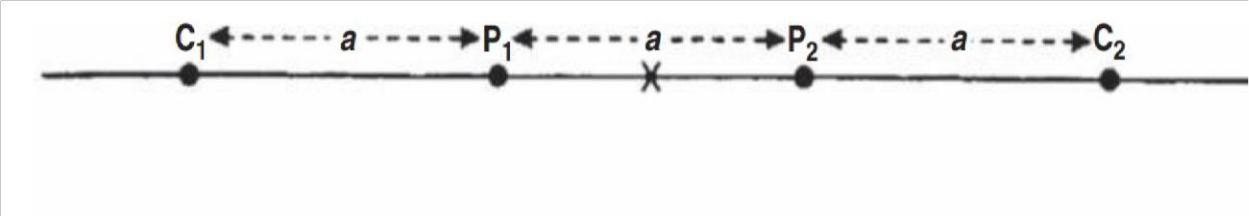 C₁ a P₁ a P₂ a C₂